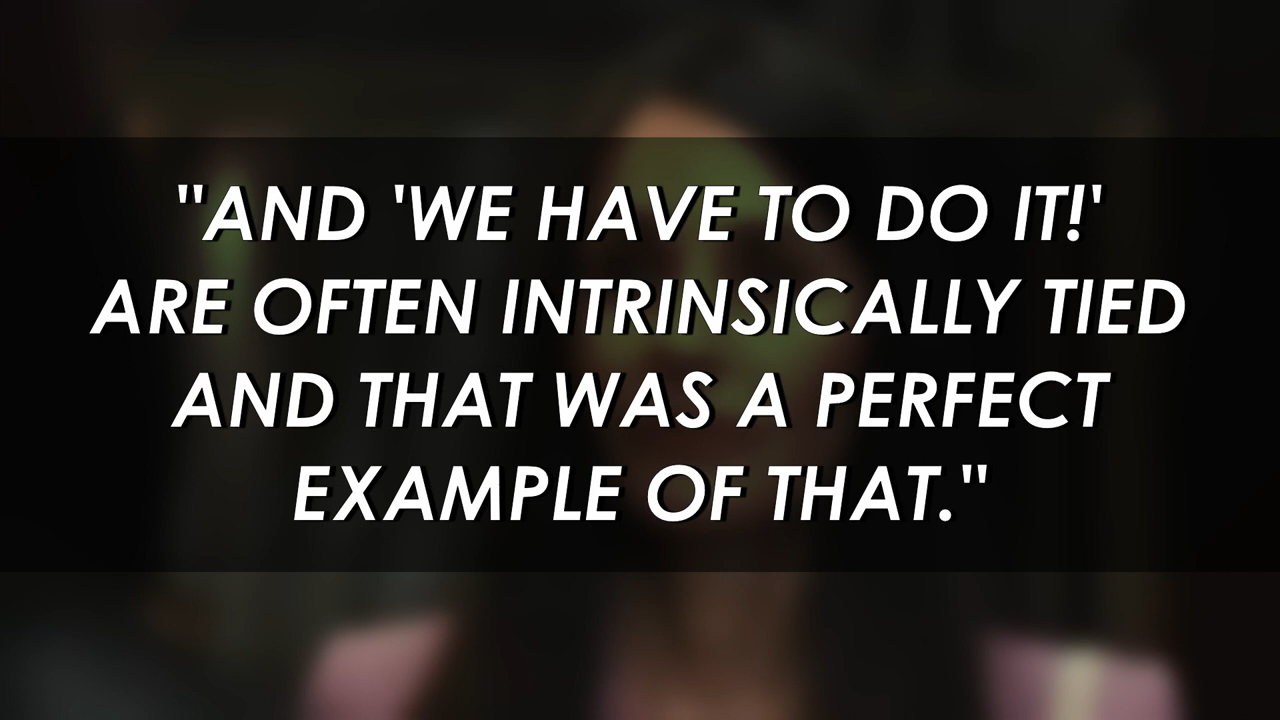 "AND 'WE HAVE TO DO IT!'
ARE OFTEN INTRINSICALLY TIED
AND THAT WAS A PERFECT
EXAMPLE OF THAT."